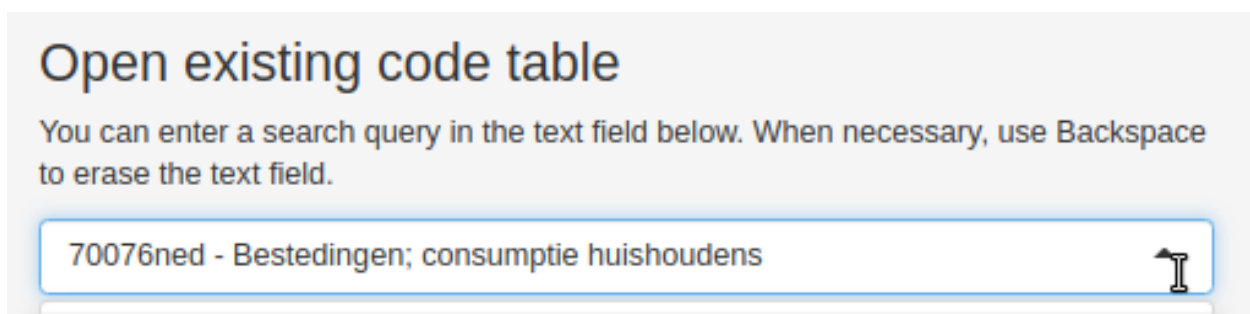 Open existing code table
You can enter a search query in the text field below. When necessary, use Backspace
to erase the text field.
70076ned - Bestedingen; consumptie huishoudens